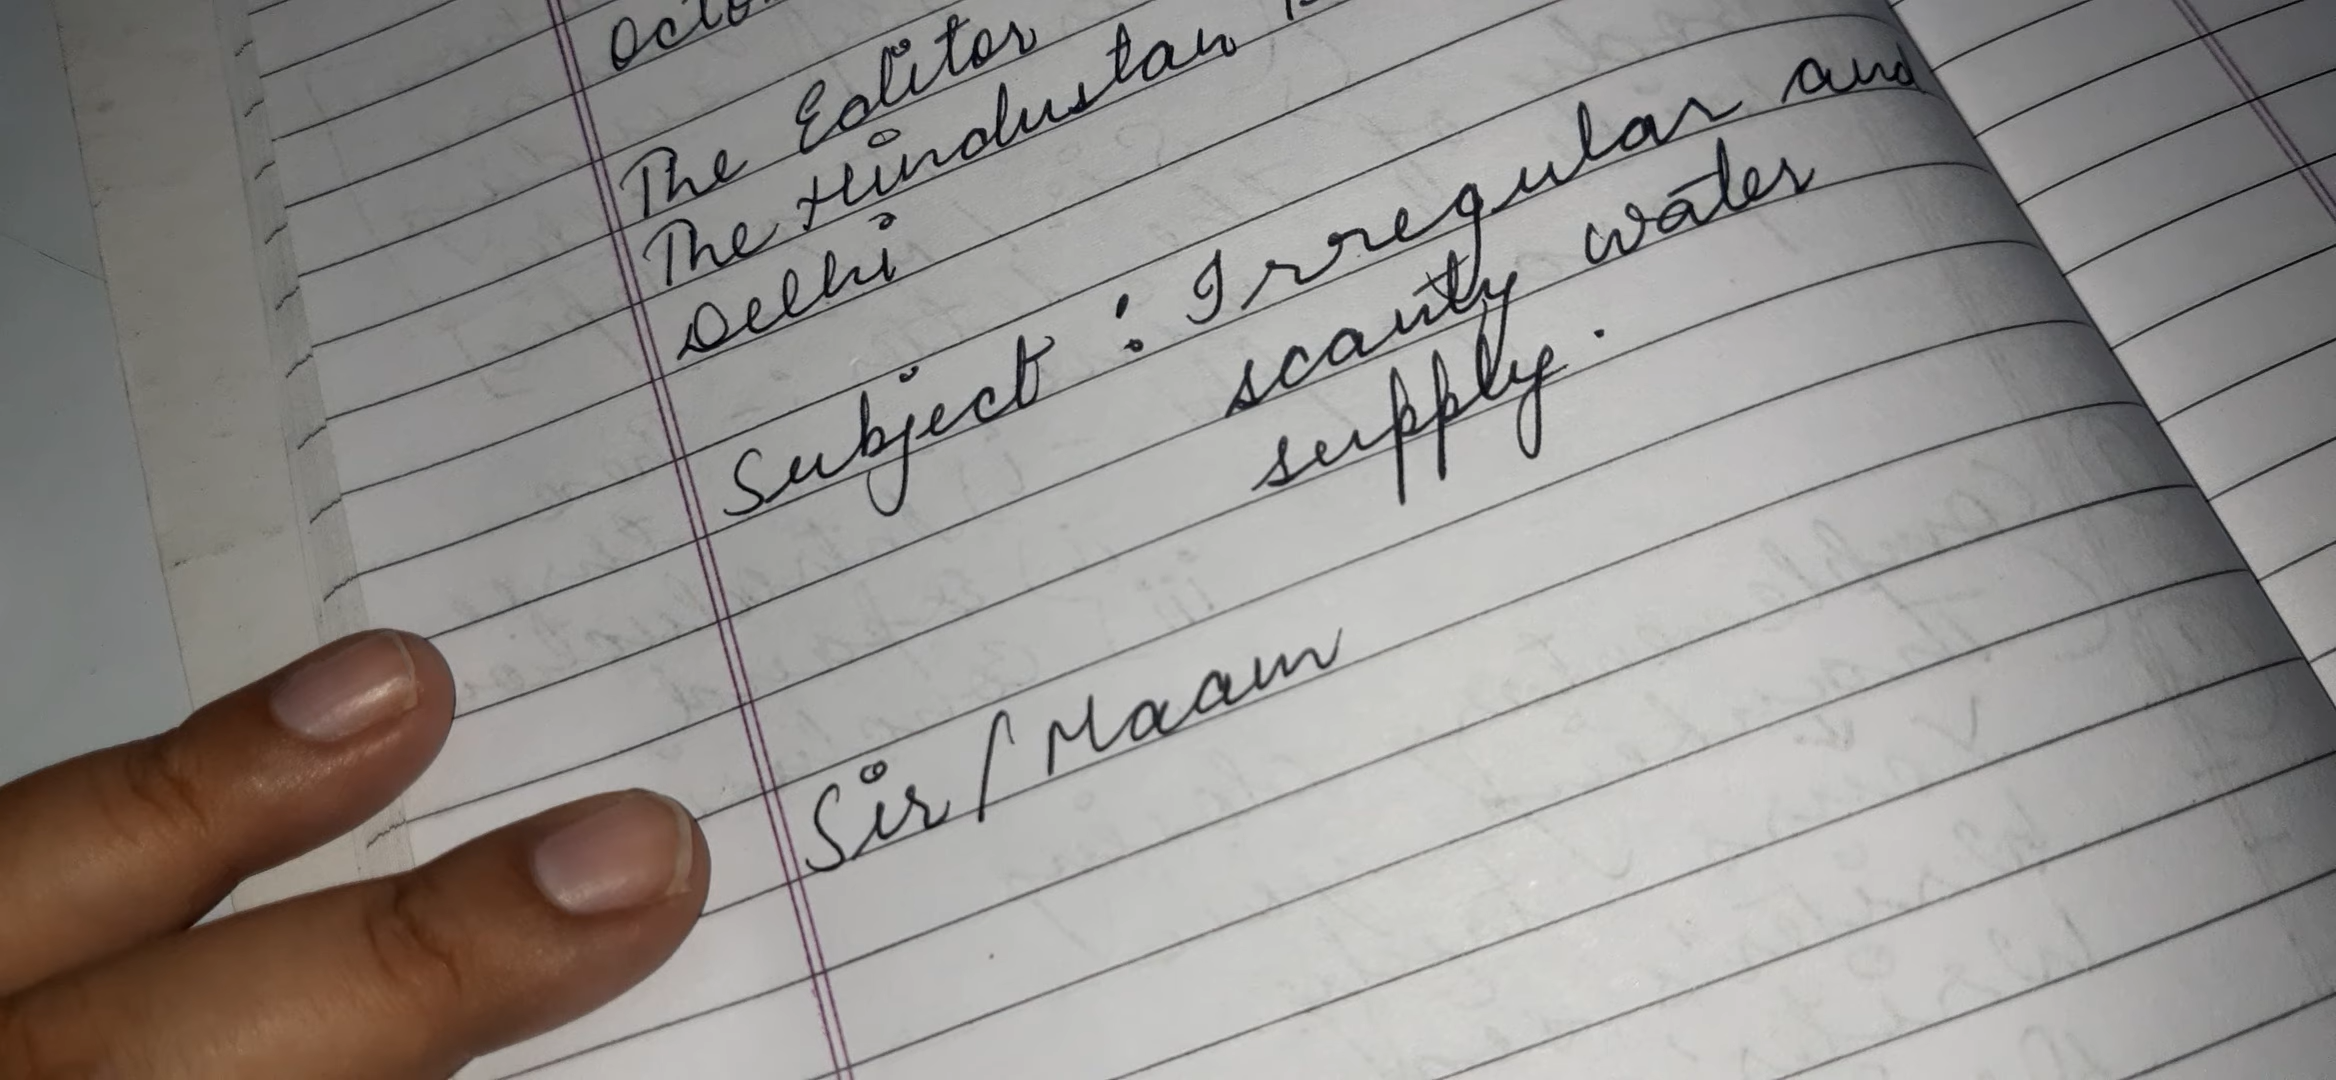 The Editor
The Hindustan
Delhi
Subject : Irregular and
scanty water
supply.
Sir / Maam